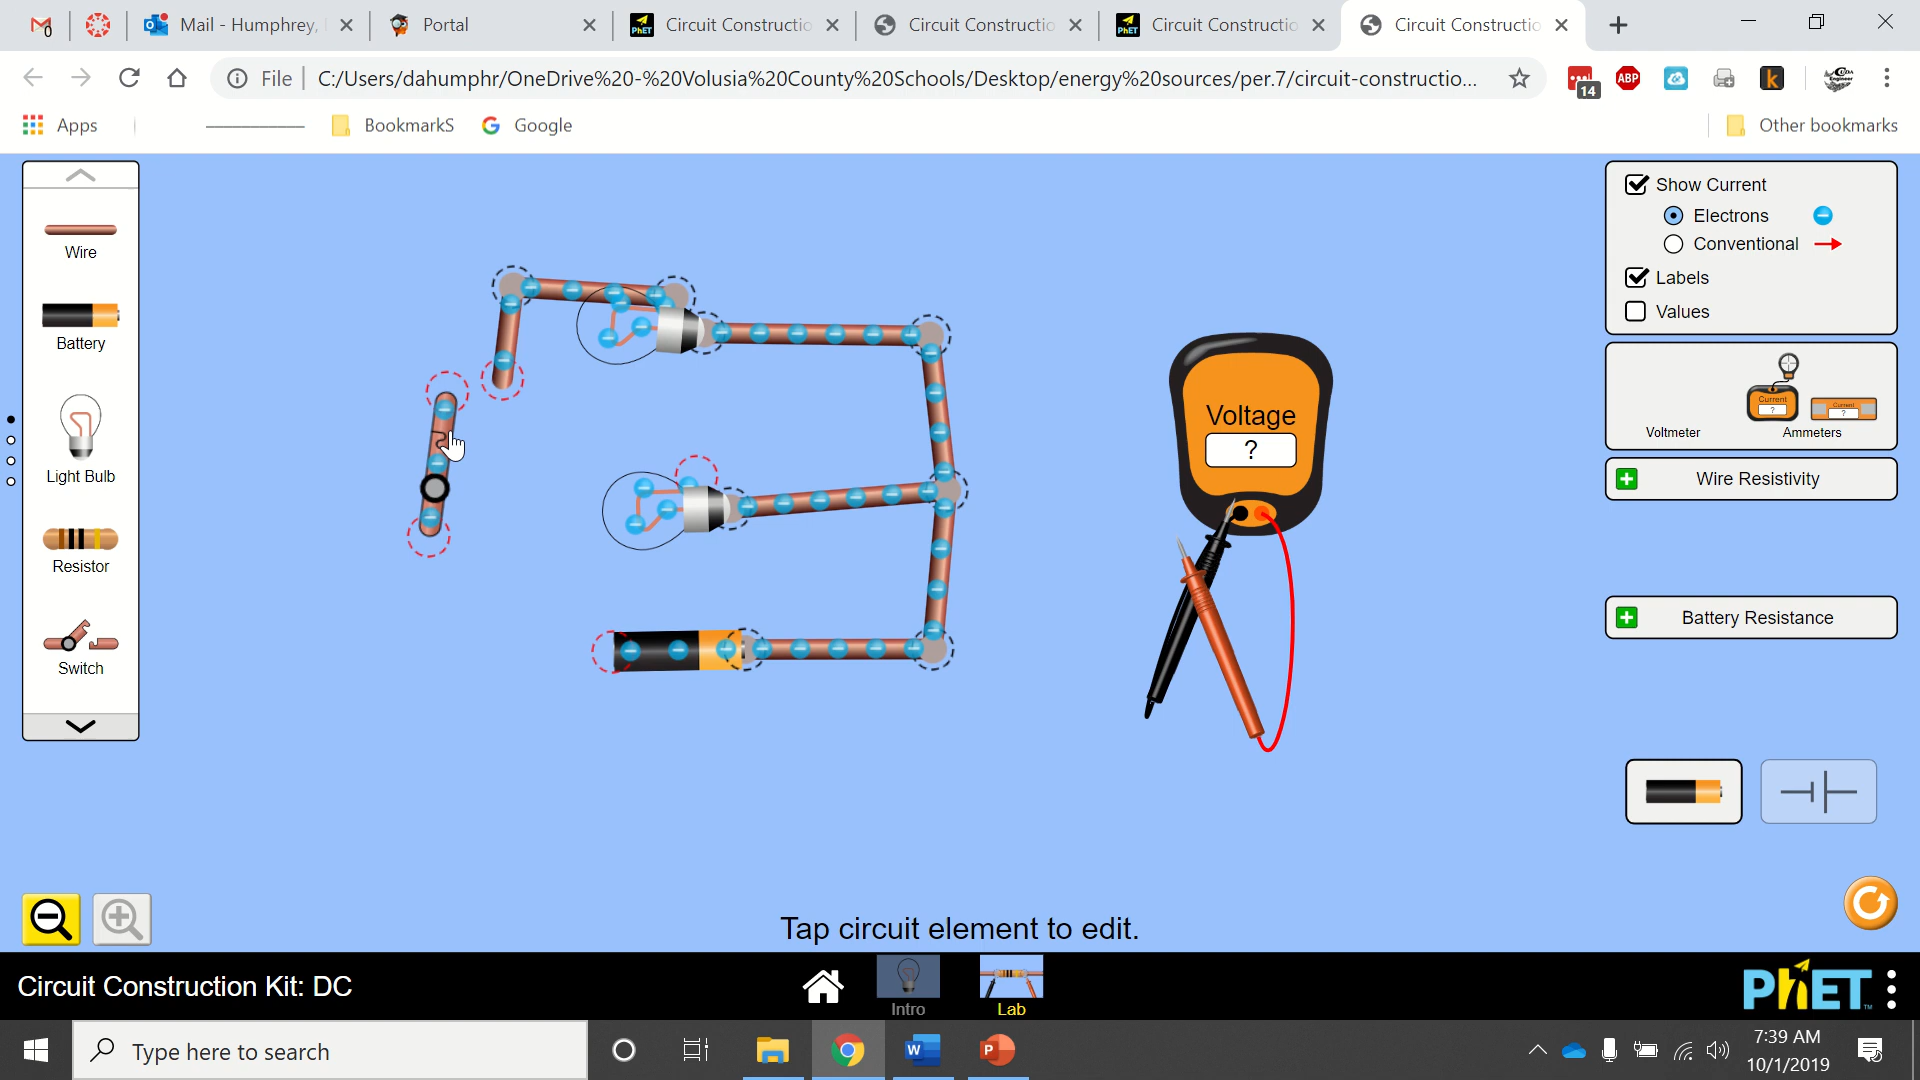 Mail - Humphrey,
Portal
Circuit Constructio
Circuit Constructio
Circuit Constructio
Circuit Constructio
File
C:/Users/dahumphr/OneDrive%20-%20Volusia%20County%20Schools/Desktop/energy%20sources/per.7/circuit-constructio...
14
ABP
k
Apps
BookmarkS
Google
Other bookmarks
Wire
Battery
Light Bulb
Resistor
Switch
Voltage
?
Show Current
Electrons
Conventional
Labels
Values
Current
?
Current
?
Voltmeter
Ammeters
Wire Resistivity
Battery Resistance
Tap circuit element to edit.
Circuit Construction Kit: DC
Intro
Lab
PhET
Type here to search
7:39 AM
10/1/2019